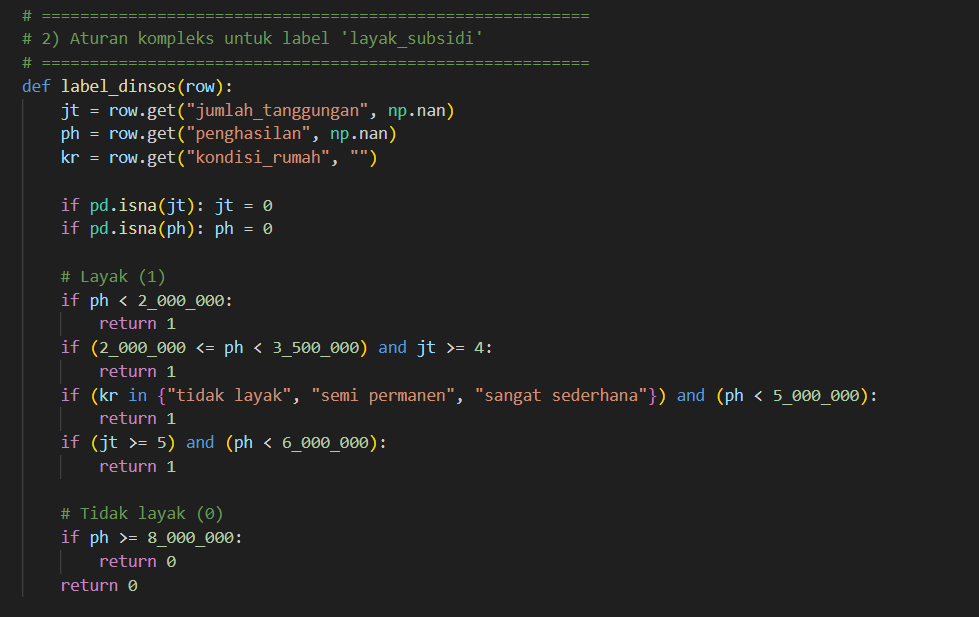 # =========================================================
# 2) Aturan kompleks untuk label 'layak_subsidi'
# =========================================================
def label_dinsos(row):
    jt = row.get("jumlah_tanggungan", np.nan)
    ph = row.get("penghasilan", np.nan)
    kr = row.get("kondisi_rumah", "")

    if pd.isna(jt): jt = 0
    if pd.isna(ph): ph = 0

    # Layak (1)
    if ph < 2_000_000:
        return 1
    if (2_000_000 <= ph < 3_500_000) and jt >= 4:
        return 1
    if (kr in {"tidak layak", "semi permanen", "sangat sederhana"}) and (ph < 5_000_000):
        return 1
    if (jt >= 5) and (ph < 6_000_000):
        return 1

    # Tidak layak (0)
    if ph >= 8_000_000:
        return 0
    return 0